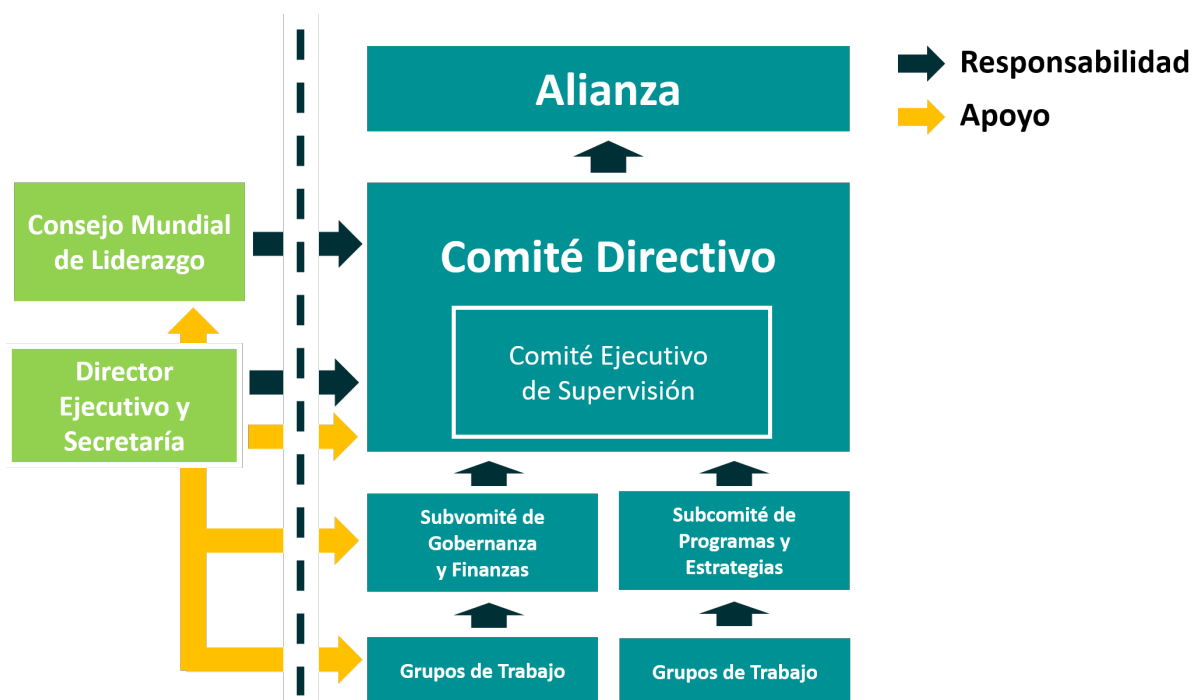 Alianza
Responsabilidad
Apoyo
Consejo Mundial
de Liderazgo
Comité Directivo
Comité Ejecutivo
de Supervisión
Director
Ejecutivo y
Secretaría
Subvomité de
Gobernanza
y Finanzas
Subcomité de
Programas y
Estrategias
Grupos de Trabajo
Grupos de Trabajo